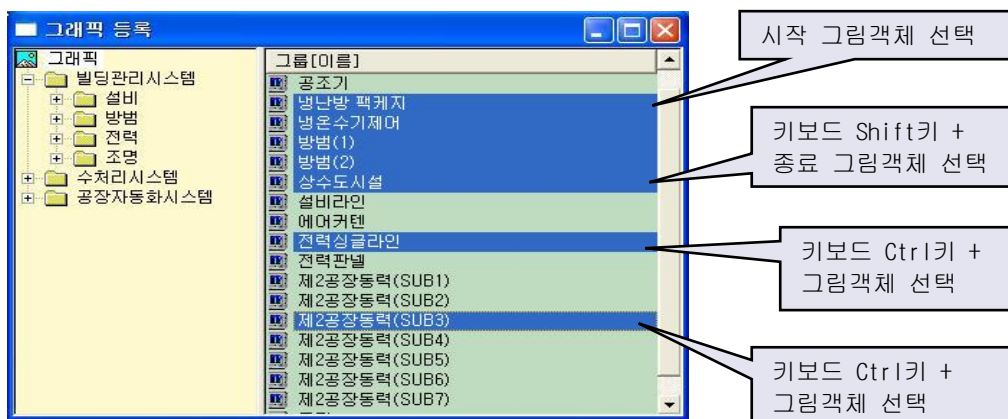 그래픽 등록
그래픽
빌딩관리시스템
설비
방범
전력
조명
수처리시스템
공장자동화시스템
그룹[이름]
공조기
냉난방 팩케지
냉온수기제어
방범(1)
방범(2)
상수도시설
설비라인
에어커텐
전력싱글라인
전력판넬
제2공장동력(SUB1)
제2공장동력(SUB2)
제2공장동력(SUB3)
제2공장동력(SUB4)
제2공장동력(SUB5)
제2공장동력(SUB6)
제2공장동력(SUB7)
시작 그림객체 선택
키보드 Shift키 +
종료 그림객체 선택
키보드 Ctrl키 +
그림객체 선택
키보드 Ctrl키 +
그림객체 선택